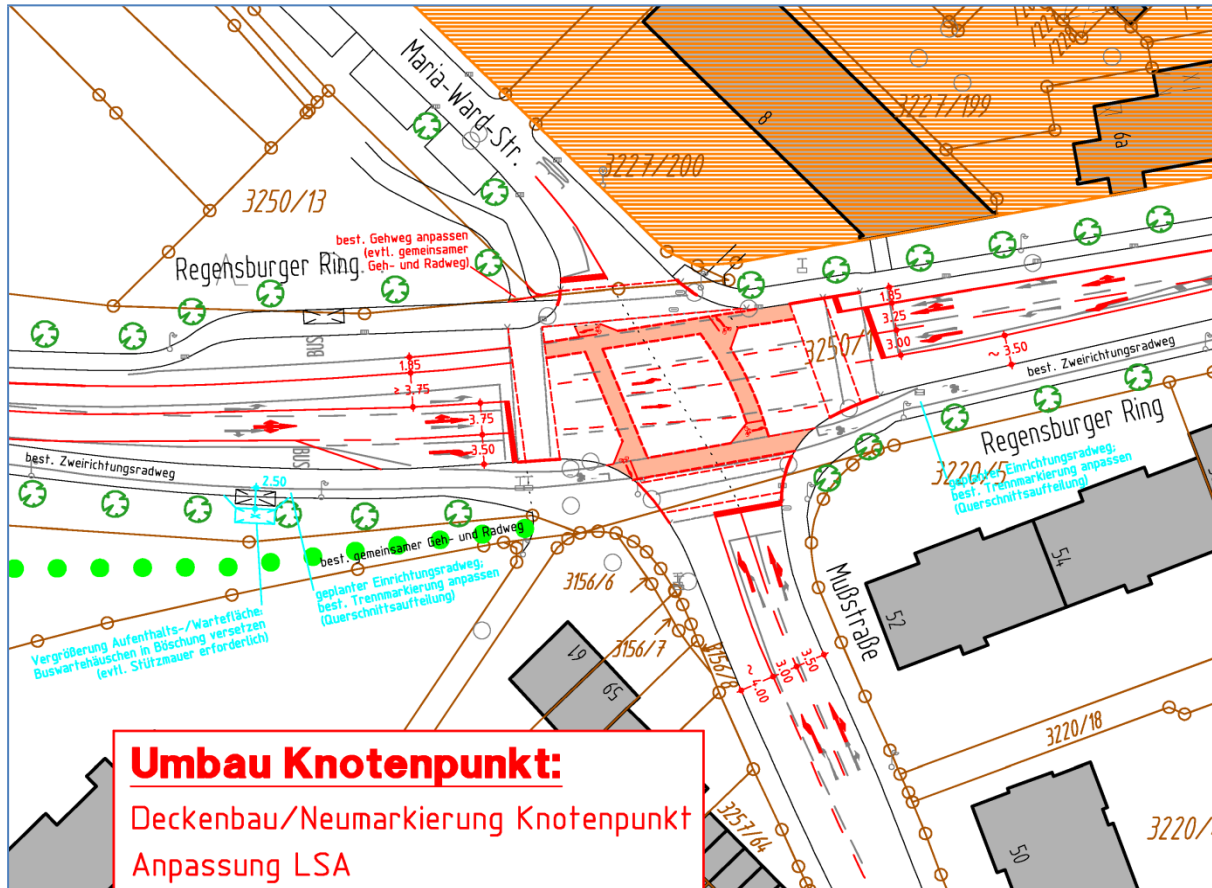 Maria-Ward-Str.
8
3227/199
6a
3227/200
3250/13
best. Gehweg anpassen
(evtl. gemeinsamer
Geh- und Radweg)
Regensburger Ring
BUS
1.85
≥ 3.75
3.75
3.50
BUS
1.85
3.25
3.00
~ 3.50
best. Zweirichtungsradweg
Regensburger Ring
3220/5
geplanter Einrichtungsradweg;
best. Trennmarkierung anpassen
(Querschnittsaufteilung)
best. Zweirichtungsradweg
2.50
best. gemeinsamer Geh- und Radweg
geplanter Einrichtungsradweg;
best. Trennmarkierung anpassen
(Querschnittsaufteilung)
Vergrößerung Aufenthalts-/Wartefläche:
Buswartehäuschen in Böschung versetzen
(evtl. Stützmauer erforderlich)
3156/6
3156/7
3156/8
61
59
~ 4.00
3.00
3.50
Mußstraße
52
54
3220/18
50
3257/64
Umbau Knotenpunkt:
Deckenbau/Neumarkierung Knotenpunkt
Anpassung LSA